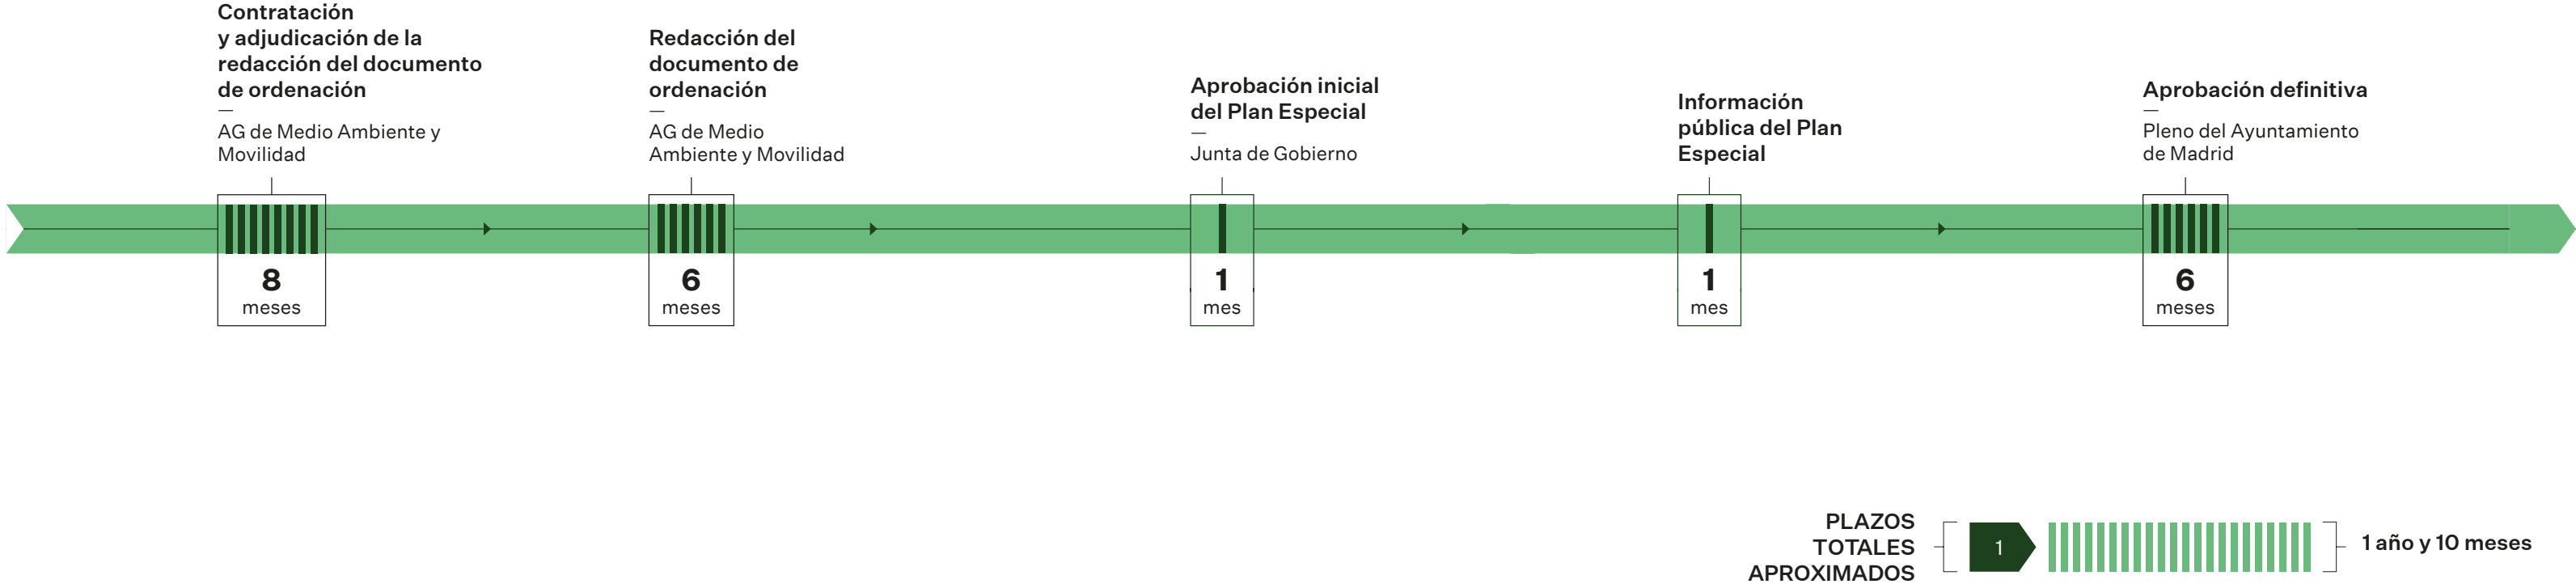 Contratación
y adjudicación de la
redacción del documento
de ordenación
—
AG de Medio Ambiente y
Movilidad
8
meses
Redacción del
documento de
ordenación
—
AG de Medio
Ambiente y Movilidad
6
meses
Aprobación inicial
del Plan Especial
—
Junta de Gobierno
1
mes
Información
pública del Plan
Especial
1
mes
Aprobación definitiva
—
Pleno del Ayuntamiento
de Madrid
6
meses
PLAZOS
TOTALES
APROXIMADOS
1
1 año y 10 meses